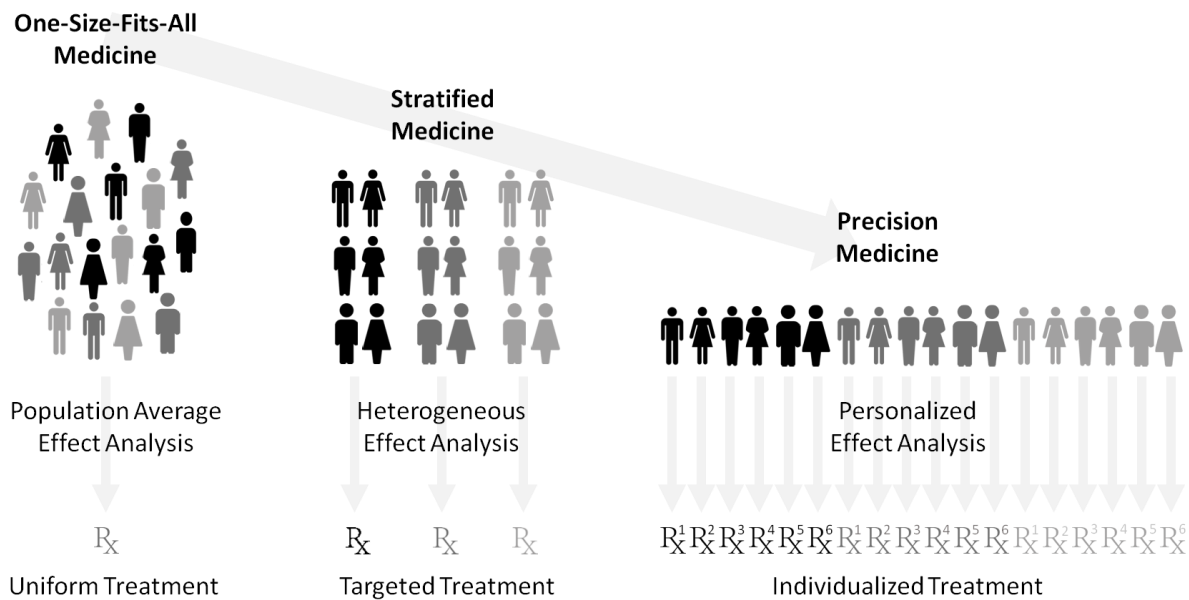 One-Size-Fits-All
Medicine
Stratified
Medicine
Precision
Medicine
Population Average
Effect Analysis
Heterogeneous
Effect Analysis
Personalized
Effect Analysis
Rx
Rx Rx Rx
Rx1 Rx2 Rx3 Rx4 Rx5 Rx6 Rx1 Rx2 Rx3 Rx4 Rx5 Rx6 Rx1 Rx2 Rx3 Rx4 Rx5 Rx6
Uniform Treatment
Targeted Treatment
Individualized Treatment